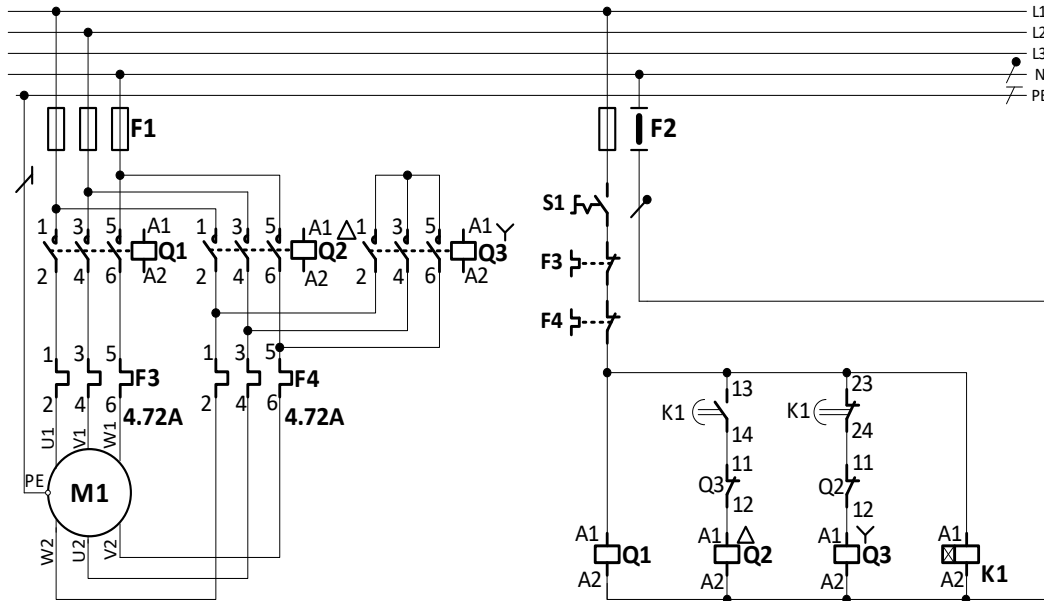 L1
L2
L3
N
PE
F1
F2
S1
1 3 5 A1
Q1
2 4 6 A2
1 3 5 A1 △
Q2
2 4 6 A2
1 3 5 A1 Y
Q3
2 4 6 A2
F3
F4
1 3 5
F3
2 4 6 4.72A
1 3 5
F4
2 4 6 4.72A
U1 V1 W1
PE
M1
W2 U2 V2
13
K1
14
23
K1
24
11
Q3
12
11
Q2
12
A1
Q1
A2
A1 △
Q2
A2
A1 Y
Q3
A2
A1
K1
A2